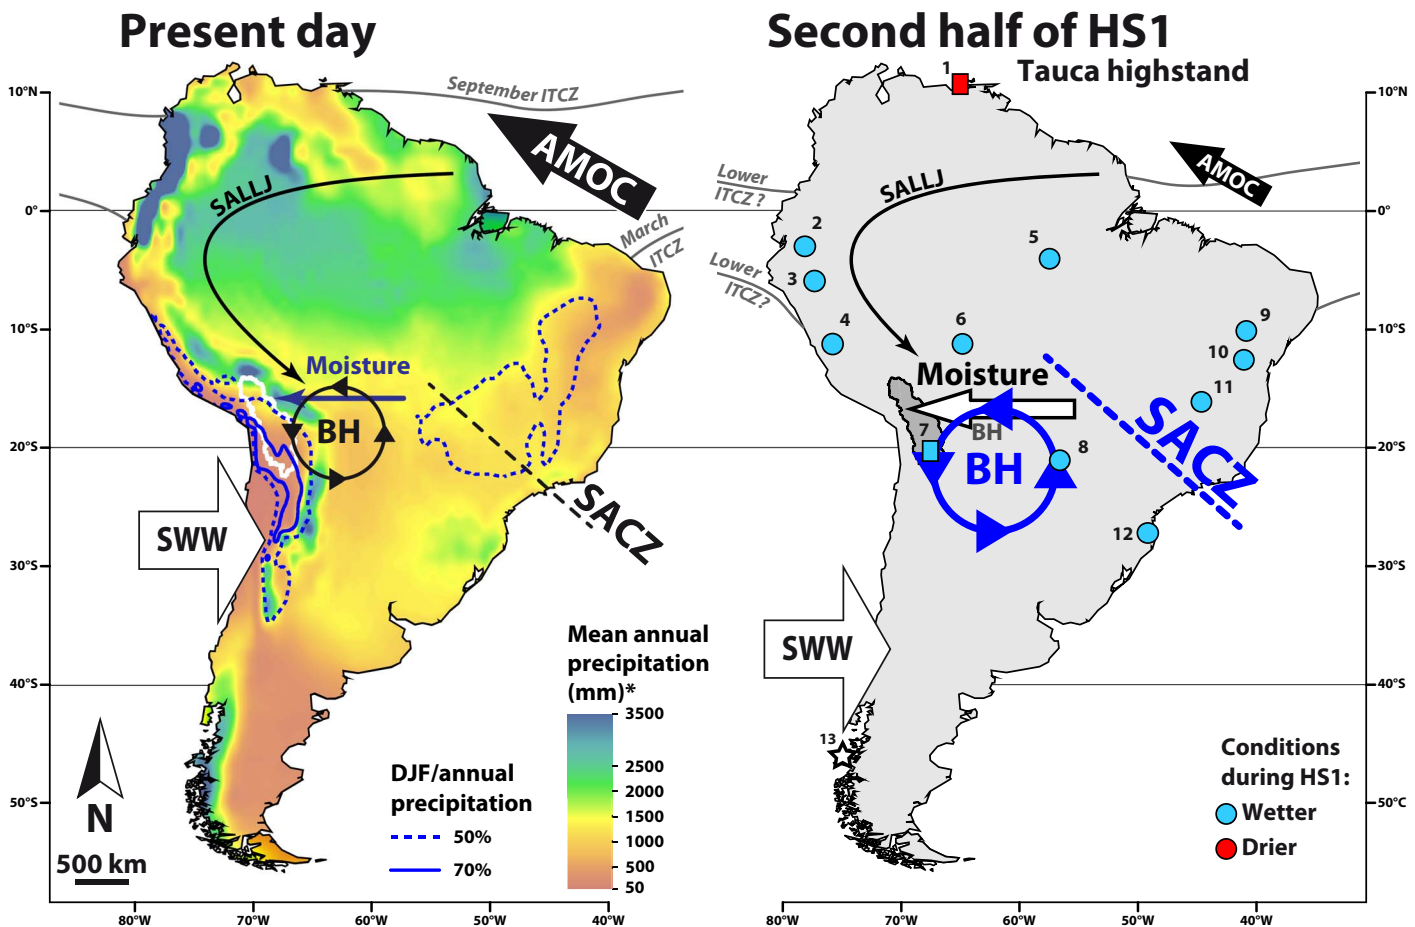 Present day
September ITCZ
AMOC
SALLJ
March
ITCZ
Moisture
BH
SACZ
SWW
Mean annual
precipitation
(mm)*
3500
2500
2000
1500
1000
500
50
DJF/annual
precipitation
50%
70%
N
500 km
10°N
0°
10°S
20°S
30°S
40°S
50°S
80°W
70°W
60°W
50°W
40°W
Second half of HS1
Tauca highstand
1
AMOC
Lower
ITCZ ?
SALLJ
2
5
Lower
ITCZ?
3
4
6
9
10
Moisture
11
7
BH
BH
8
SACZ
12
SWW
13
Conditions
during HS1:
Wetter
Drier
10°N
0°
10°S
20°S
30°S
40°S
50°C
80°W
70°W
60°W
50°W
40°W